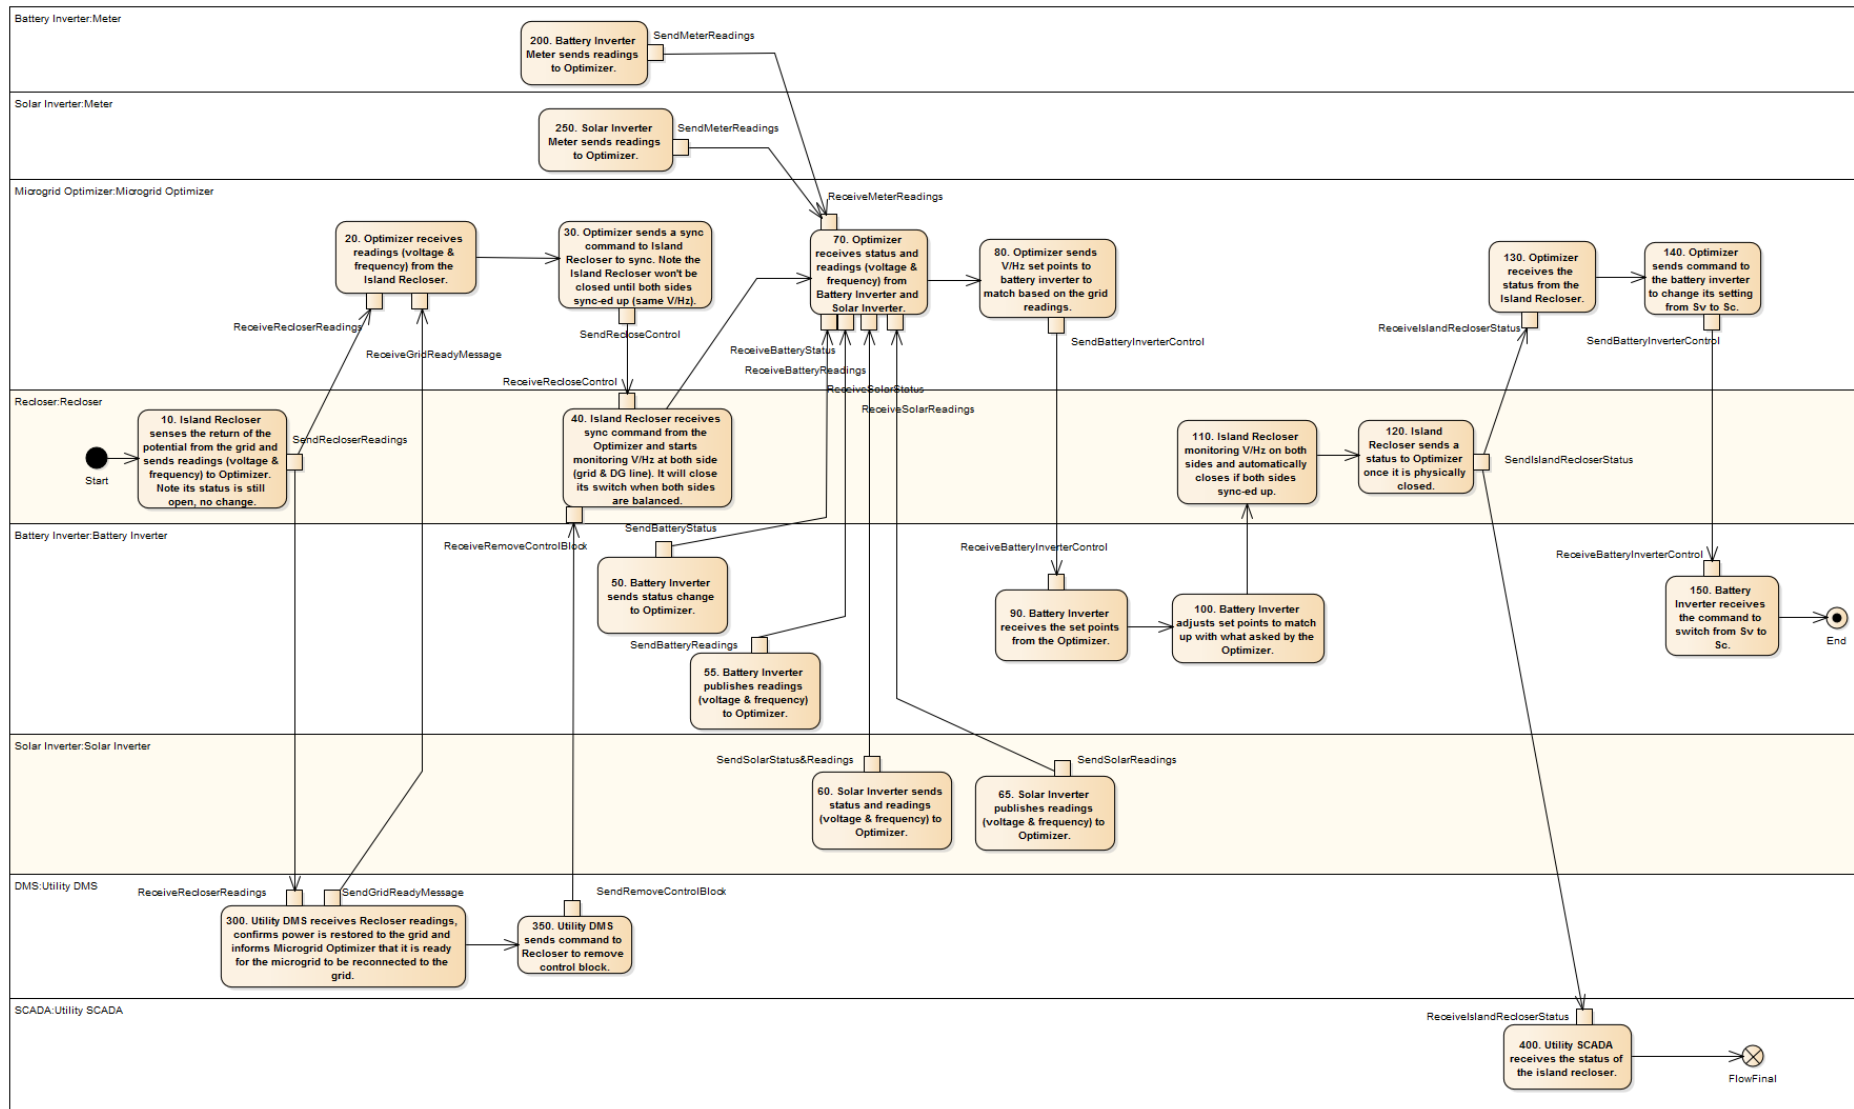 Battery Inverter:Meter
200. Battery Inverter
Meter sends readings
to Optimizer.
SendMeterReadings
Solar Inverter:Meter
250. Solar Inverter
Meter sends readings
to Optimizer.
SendMeterReadings
Microgrid Optimizer:Microgrid Optimizer
20. Optimizer receives
readings (voltage &
frequency) from the
Island Recloser.
ReceiveRecloserReadings
ReceiveGridReadyMessage
30. Optimizer sends a sync
command to Island
Recloser to sync. Note the
Island Recloser won't be
closed until both sides
sync-ed up (same V/Hz).
SendRecloseControl
ReceiveMeterReadings
70. Optimizer
receives status and
readings (voltage &
frequency) from
Battery Inverter and
Solar Inverter.
ReceiveBatteryStatus
ReceiveBatteryReadings
ReceiveSolarStatus
ReceiveSolarReadings
80. Optimizer sends
V/Hz set points to
battery inverter to
match based on the grid
readings.
SendBatteryInverterControl
130. Optimizer
receives the
status from the
Island Recloser.
ReceiveIslandRecloserStatus
140. Optimizer
sends command to
the battery inverter
to change its setting
from Sv to Sc.
SendBatteryInverterControl
Recloser:Recloser
Start
10. Island Recloser
senses the return of the
potential from the grid and
sends readings (voltage &
frequency) to Optimizer.
Note its status is still
open, no change.
SendRecloserReadings
ReceiveRecloseControl
40. Island Recloser receives
sync command from the
Optimizer and starts
monitoring V/Hz at both side
(grid & DG line). It will close
its switch when both sides
are balanced.
110. Island Recloser
monitoring V/Hz on both
sides and automatically
closes if both sides
sync-ed up.
120. Island
Recloser sends a
status to Optimizer
once it is physically
closed.
SendIslandRecloserStatus
Battery Inverter:Battery Inverter
ReceiveRemoveControlBlock
SendBatteryStatus
50. Battery Inverter
sends status change
to Optimizer.
SendBatteryReadings
55. Battery Inverter
publishes readings
(voltage & frequency)
to Optimizer.
ReceiveBatteryInverterControl
90. Battery Inverter
receives the set points
from the Optimizer.
100. Battery Inverter
adjusts set points to match
up with what asked by the
Optimizer.
ReceiveBatteryInverterControl
150. Battery
Inverter receives
the command to
switch from Sv to
Sc.
End
Solar Inverter:Solar Inverter
SendSolarStatus&Readings
60. Solar Inverter sends
status and readings
(voltage & frequency) to
Optimizer.
SendSolarReadings
65. Solar Inverter
publishes readings
(voltage & frequency) to
Optimizer.
DMS:Utility DMS
ReceiveRecloserReadings
SendGridReadyMessage
300. Utility DMS receives Recloser readings,
confirms power is restored to the grid and
informs Microgrid Optimizer that it is ready
for the microgrid to be reconnected to the
grid.
SendRemoveControlBlock
350. Utility DMS
sends command to
Recloser to remove
control block.
SCADA:Utility SCADA
ReceiveIslandRecloserStatus
400. Utility SCADA
receives the status of
the island recloser.
FlowFinal